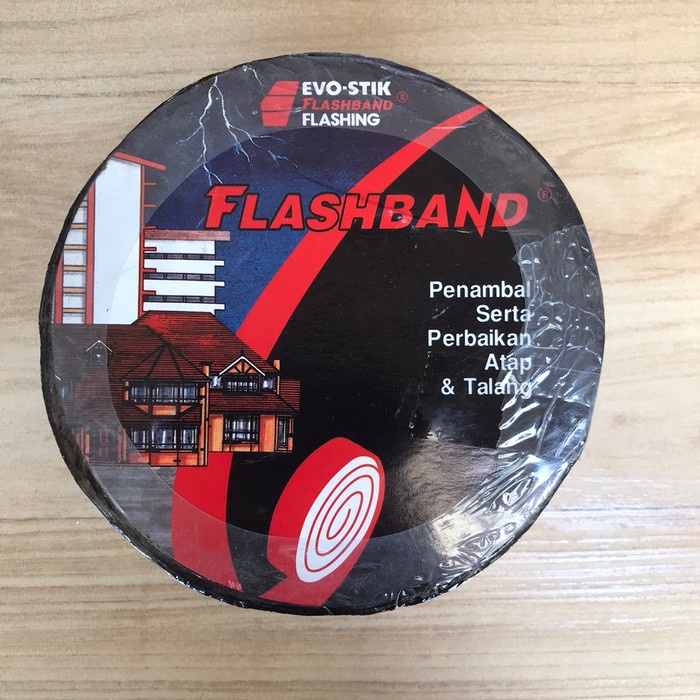 EVO-STIK
FLASHBAND®
FLASHING
FLASHBAND®
Penambal
Serta
Perbaikan
Atap
& Talang